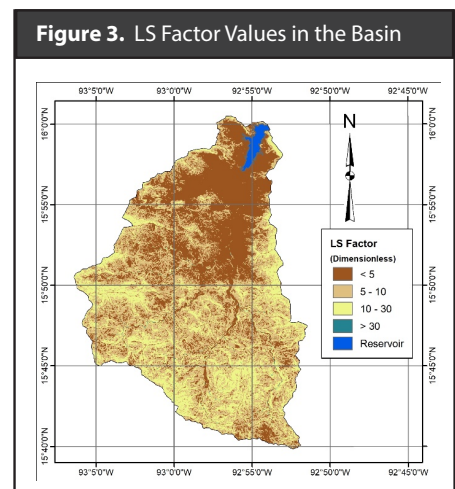 Figure 3. LS Factor Values in the Basin
93°5'0"W 93°0'0"W 92°55'0"W 92°50'0"W 92°45'0"W
16°0'0"N 16°0'0"N
N
15°55'0"N 15°55'0"N
LS Factor
(Dimensionless)
< 5
5 - 10
10 - 30
> 30
Reservoir
15°50'0"N 15°50'0"N
15°45'0"N 15°45'0"N
15°40'0"N 15°40'0"N
93°5'0"W 93°0'0"W 92°55'0"W 92°50'0"W 92°45'0"W